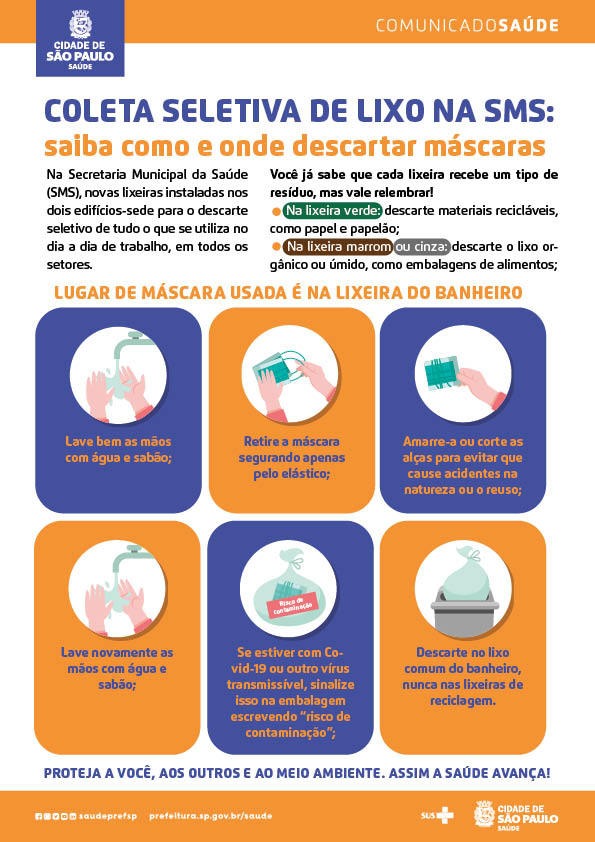 CIDADE DE
SÃO PAULO
SAÚDE
COMUNICADOSAÚDE
COLETA SELETIVA DE LIXO NA SMS:
saiba como e onde descartar máscaras
Na Secretaria Municipal da Saúde
(SMS), novas lixeiras instaladas nos
dois edifícios-sede para o descarte
seletivo de tudo o que se utiliza no
dia a dia de trabalho, em todos os
setores.
Você já sabe que cada lixeira recebe um tipo de
resíduo, mas vale relembrar!
Na lixeira verde: descarte materiais recicláveis,
como papel e papelão;
Na lixeira marrom ou cinza: descarte o lixo or-
gânico ou úmido, como embalagens de alimentos;
LUGAR DE MÁSCARA USADA É NA LIXEIRA DO BANHEIRO
Lave bem as mãos
com água e sabão;
Retire a máscara
segurando apenas
pelo elástico;
Amarre-a ou corte as
alças para evitar que
cause acidentes na
natureza ou o reuso;
Lave novamente as
mãos com água e
sabão;
Risco de
contaminação
Se estiver com Co-
vid-19 ou outro vírus
transmissível, sinalize
isso na embalagem
escrevendo “risco de
contaminação”;
Descarte no lixo
comum do banheiro,
nunca nas lixeiras de
reciclagem.
PROTEJA A VOCÊ, AOS OUTROS E AO MEIO AMBIENTE. ASSIM A SAÚDE AVANÇA!
saudeprefsp prefeitura.sp.gov.br/saude
SUS
CIDADE DE
SÃO PAULO
SAÚDE